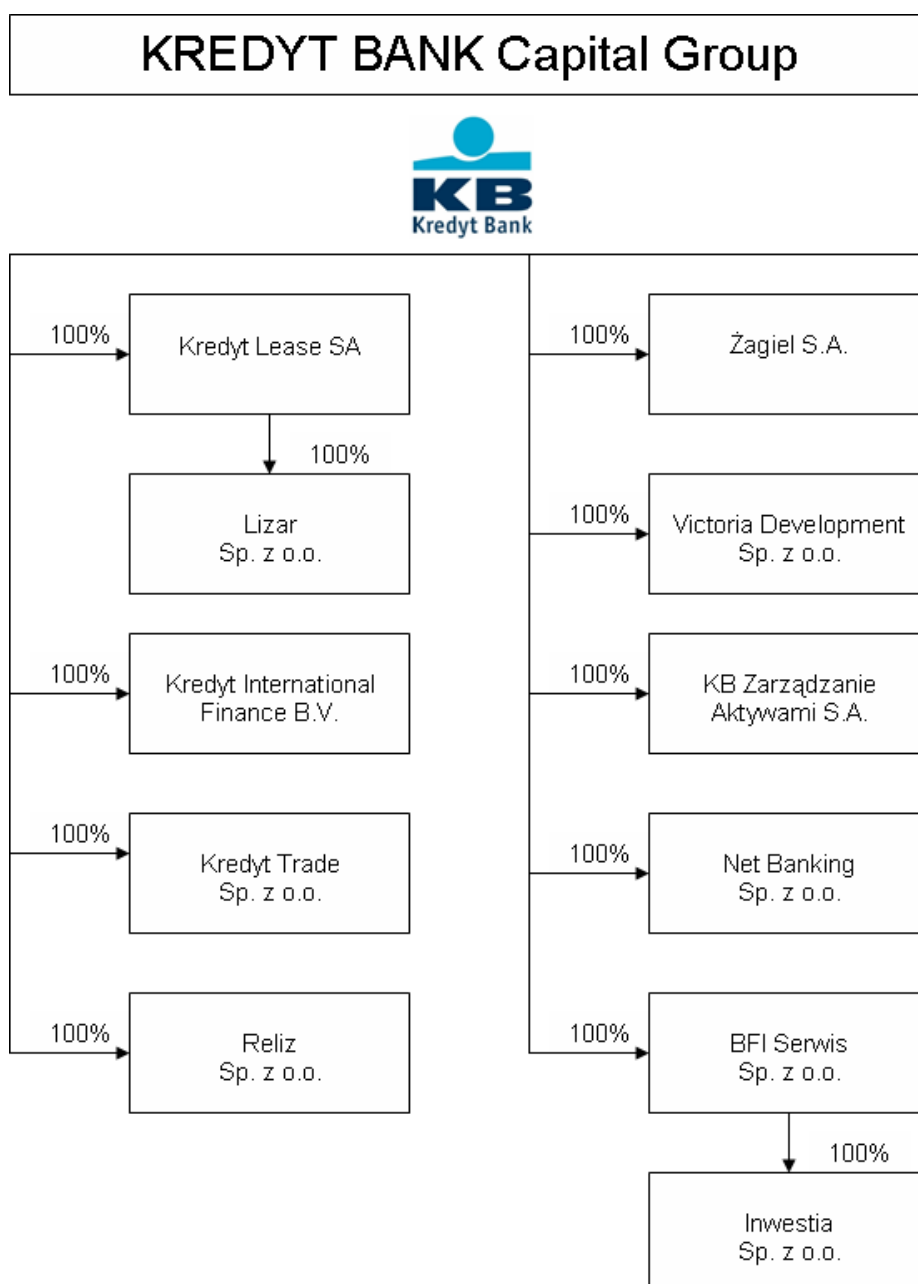 KREDYT BANK Capital Group
KB
Kredyt Bank
100%
Kredyt Lease SA
100%
Lizar
Sp. z o.o.
100%
Kredyt International
Finance B.V.
100%
Kredyt Trade
Sp. z o.o.
100%
Reliz
Sp. z o.o.
100%
Żagiel S.A.
100%
Victoria Development
Sp. z o.o.
100%
KB Zarządzanie
Aktywami S.A.
100%
Net Banking
Sp. z o.o.
100%
BFI Serwis
Sp. z o.o.
100%
Inwestia
Sp. z o.o.